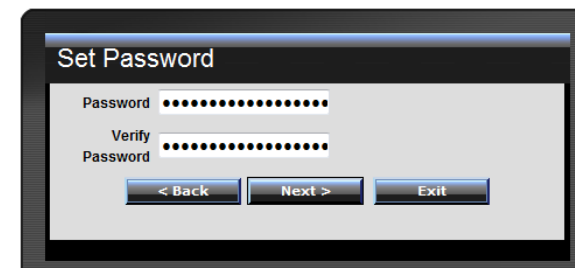 Set Password
Password ••••••••••••••••••
Verify
Password ••••••••••••••••••
< Back Next > Exit